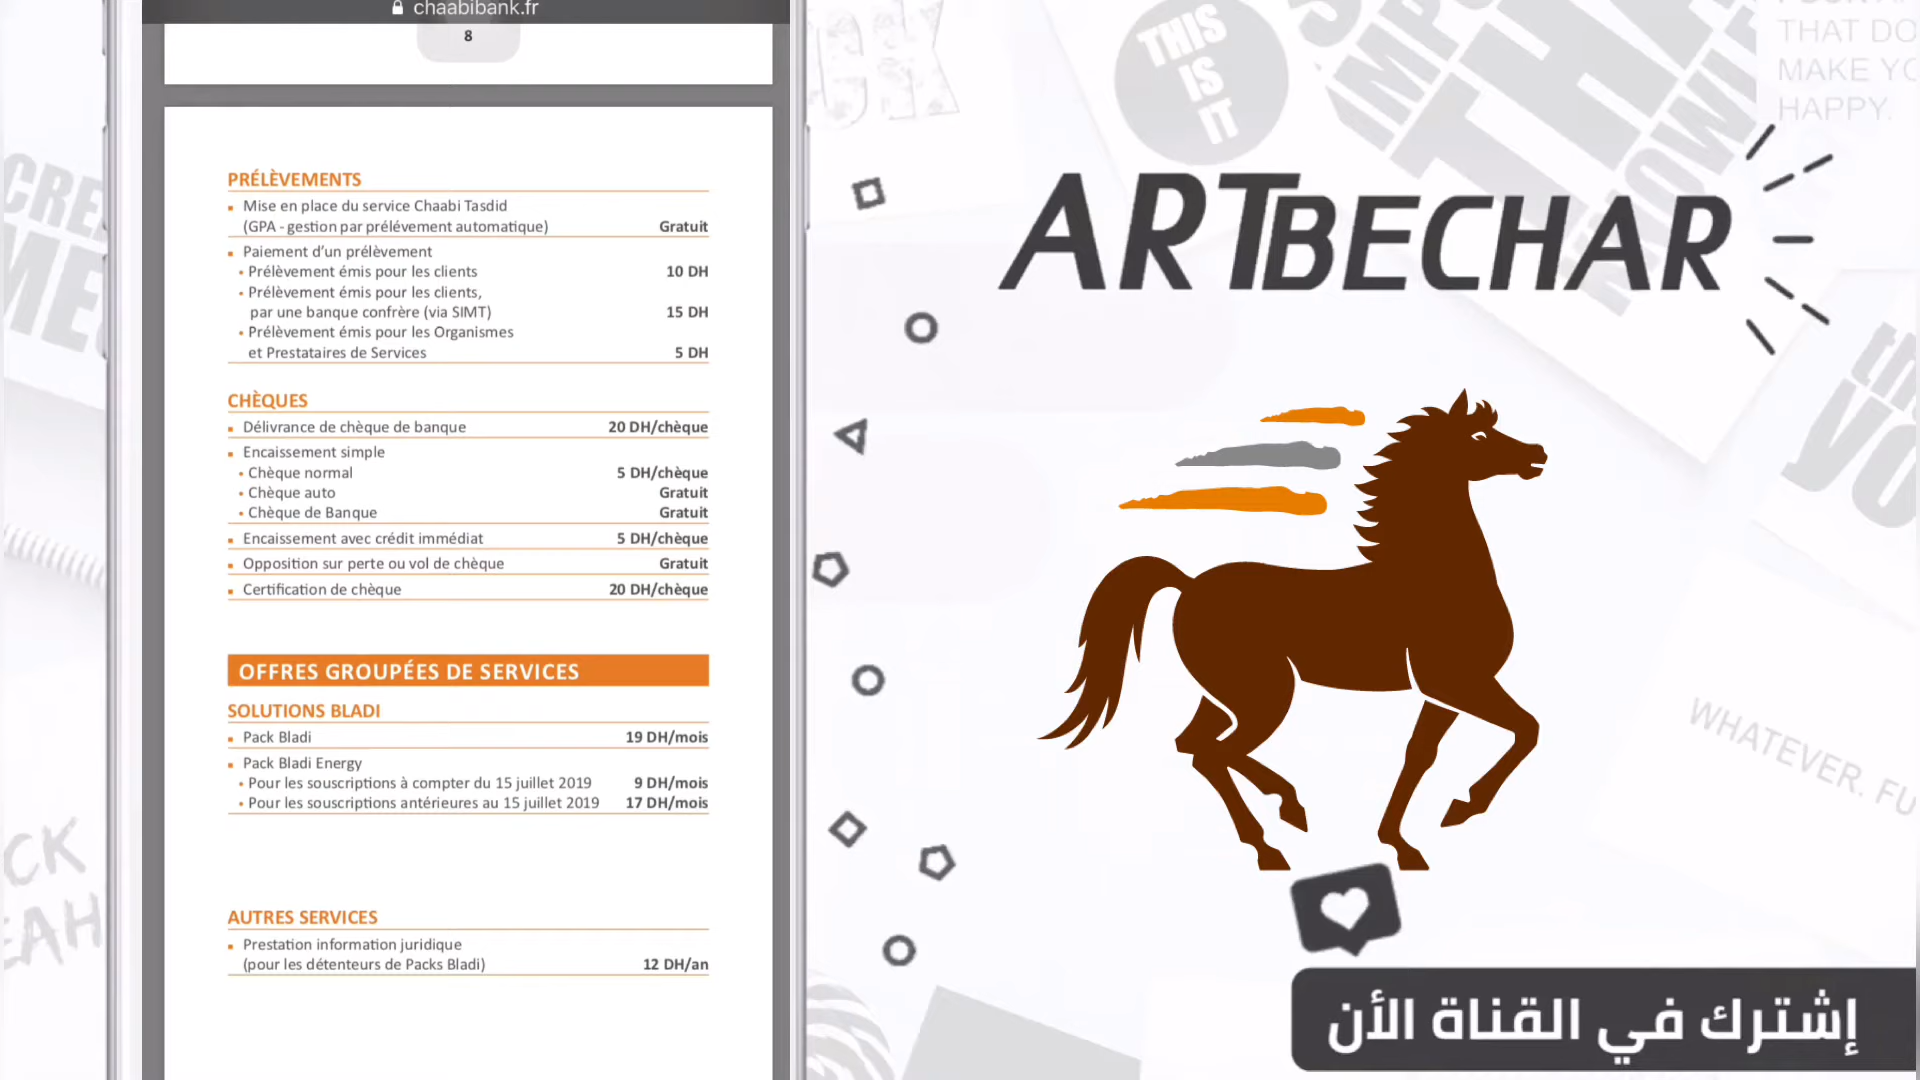 chaabibank.fr
8
PRÉLÈVEMENTS
Mise en place du service Chaabi Tasdid
(GPA - gestion par prélévement automatique) Gratuit
Paiement d'un prélèvement
• Prélèvement émis pour les clients 10 DH
• Prélèvement émis pour les clients,
par une banque confrère (via SIMT) 15 DH
• Prélèvement émis pour les Organismes
et Prestataires de Services 5 DH
CHÈQUES
Délivrance de chèque de banque 20 DH/chèque
Encaissement simple
• Chèque normal 5 DH/chèque
• Chèque auto Gratuit
• Chèque de Banque Gratuit
Encaissement avec crédit immédiat 5 DH/chèque
Opposition sur perte ou vol de chèque Gratuit
Certification de chèque 20 DH/chèque
OFFRES GROUPÉES DE SERVICES
SOLUTIONS BLADI
Pack Bladi 19 DH/mois
Pack Bladi Energy
• Pour les souscriptions à compter du 15 juillet 2019 9 DH/mois
• Pour les souscriptions antérieures au 15 juillet 2019 17 DH/mois
AUTRES SERVICES
Prestation information juridique
(pour les détenteurs de Packs Bladi) 12 DH/an
THIS
IS
IT
THAT DO
MAKE YO
HAPPY.
ARTBECHAR
WHATEVER. FU
إشترك في القناة الأن